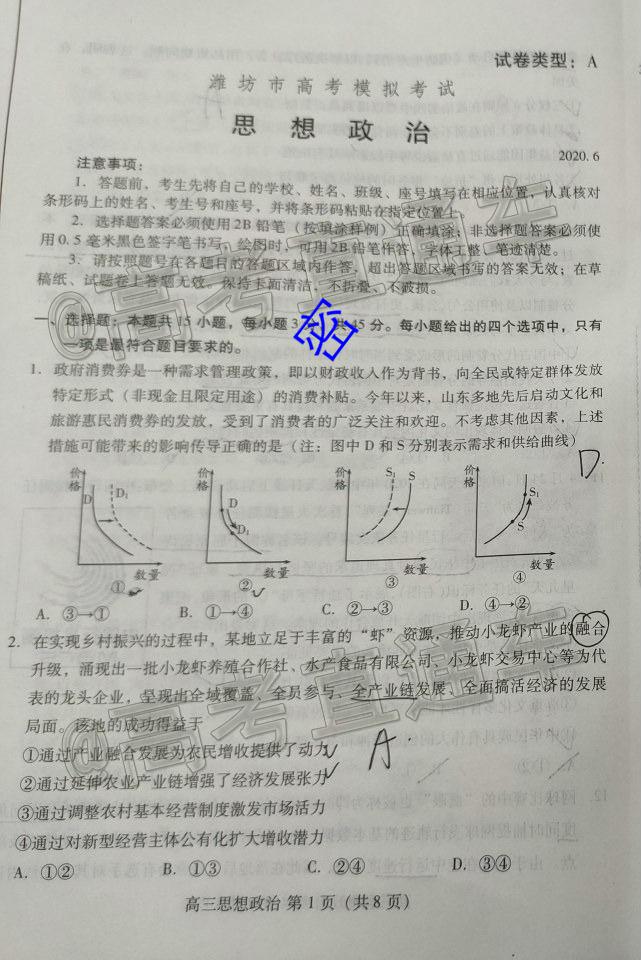 试卷类型：A
潍坊市高考模拟考试
思想政治
2020.6
注意事项：
1．答题前，考生先将自己的学校、姓名、班级、座号填写在相应位置，认真核对
条形码上的姓名、考生号和座号，并将条形码粘贴在指定位置上。
2．选择题答案必须使用2B铅笔（按填涂样例）正确填涂；非选择题答案必须使
用0.5毫米黑色签字笔书写，绘图时，可用2B铅笔作答，字体工整、笔迹清楚。
3．请按照题号在各题目的答题区域内作答，超出答题区域书写的答案无效；在草
稿纸、试题卷上答题无效。保持卡面清洁，不折叠、不破损。
一、选择题：本题共15小题，每小题3分，共45分。每小题给出的四个选项中，只有
一项是最符合题目要求的。
密
1．政府消费券是一种需求管理政策，即以财政收入作为背书，向全民或特定群体发放
特定形式（非现金且限定用途）的消费补贴。今年以来，山东多地先后启动文化和
旅游惠民消费券的发放，受到了消费者的广泛关注和欢迎。不考虑其他因素，上述
措施可能带来的影响传导正确的是（注：图中D和S分别表示需求和供给曲线）
D.
价格 D D₁ 数量 ①
价格 D D₁ 数量 ②
价格 S₁ S 数量 ③
价格 S₁ S 数量 ④
A．③→① B．①→④ C．②→③ D．④→②
2．在实现乡村振兴的过程中，某地立足于丰富的“虾”资源，推动小龙虾产业的融合
升级，涌现出一批小龙虾养殖合作社、水产食品有限公司、小龙虾交易中心等为代
表的龙头企业，呈现出全域覆盖、全员参与、全产业链发展、全面搞活经济的发展
局面。该地的成功得益于
①通过产业融合发展为农民增收提供了动力
②通过延伸农业产业链增强了经济发展张力
A.
③通过调整农村基本经营制度激发市场活力
④通过对新型经营主体公有化扩大增收潜力
A．①② B．①③ C．②④ D．③④
高三思想政治 第1页（共8页）
@高考直通车
@高考直通车